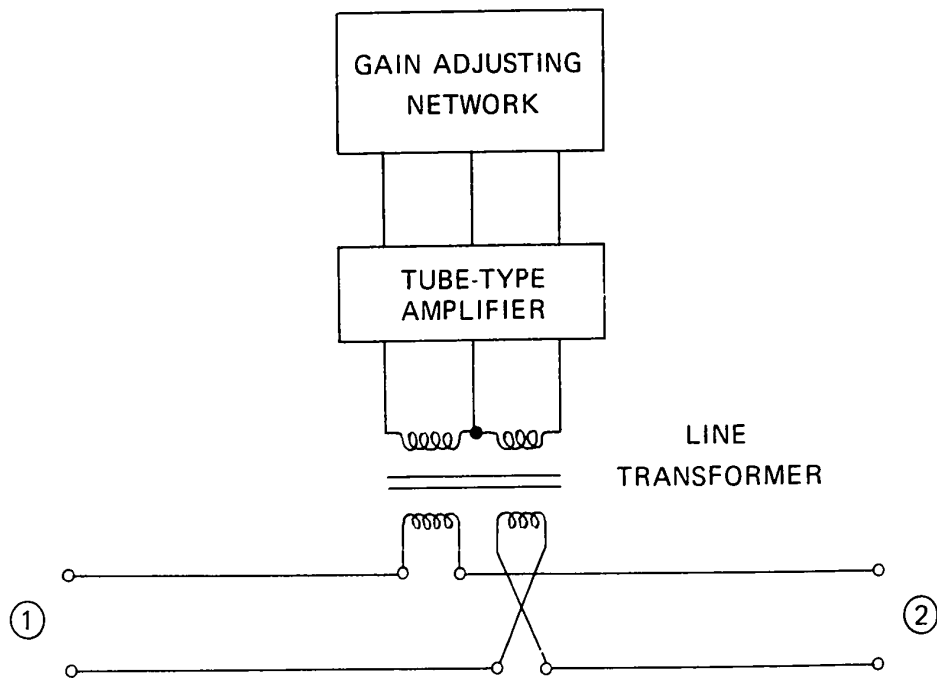 GAIN ADJUSTING
NETWORK
TUBE-TYPE
AMPLIFIER
LINE
TRANSFORMER
1
2